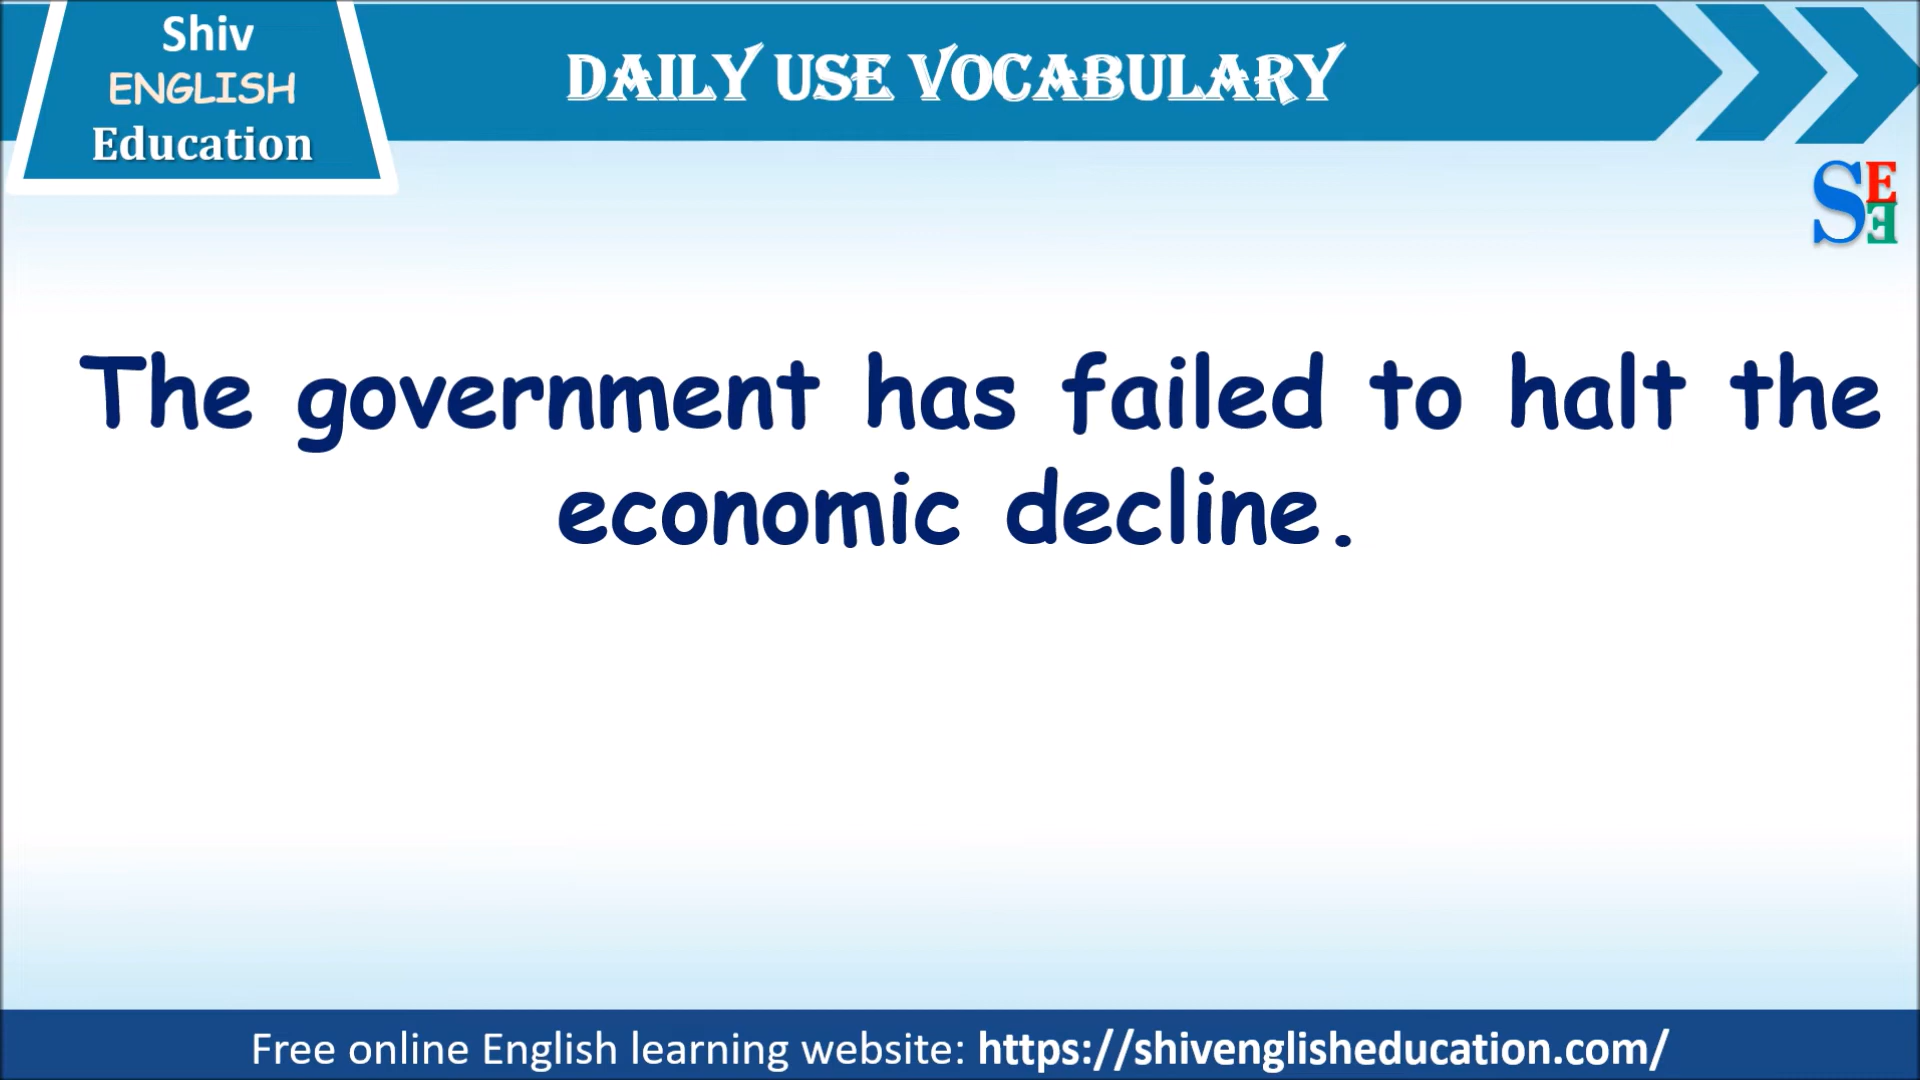 Shiv
ENGLISH
Education
DAILY USE VOCABULARY
SEE
The government has failed to halt the
economic decline.
Free online English learning website: https://shivenglisheducation.com/